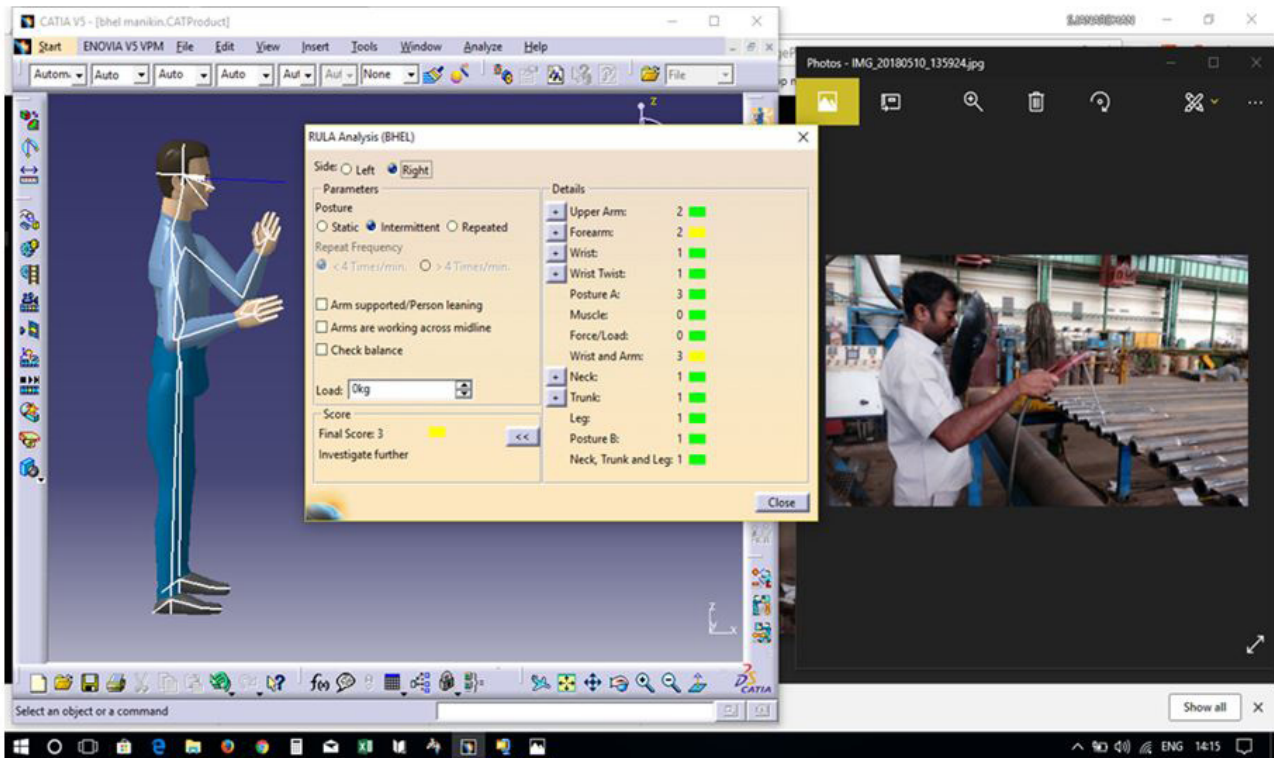 CATIA V5 - [bhel manikin.CATProduct]
Start ENOVIA V5 VPM File Edit View Insert Tools Window Analyze Help
Autom Auto Auto Auto Aut Aut None File
z
RULA Analysis (BHEL)
Side: Left Right
Parameters
Posture
Static Intermittent Repeated
Repeat Frequency
< 4 Times/min. > 4 Times/min.
Arm supported/Person leaning
Arms are working across midline
Check balance
Load: 0kg
Score
Final Score: 3
<<
Investigate further
Details
+ Upper Arm: 2
+ Forearm: 2
+ Wrist: 1
+ Wrist Twist: 1
Posture A: 3
Muscle: 0
Force/Load: 0
Wrist and Arm: 3
+ Neck: 1
+ Trunk: 1
Leg: 1
Posture B: 1
Neck, Trunk and Leg: 1
Close
z
y x
f(x)
CATIA
Select an object or a command
Photos - IMG_20180510_135924.jpg
Show all
ENG 14:15